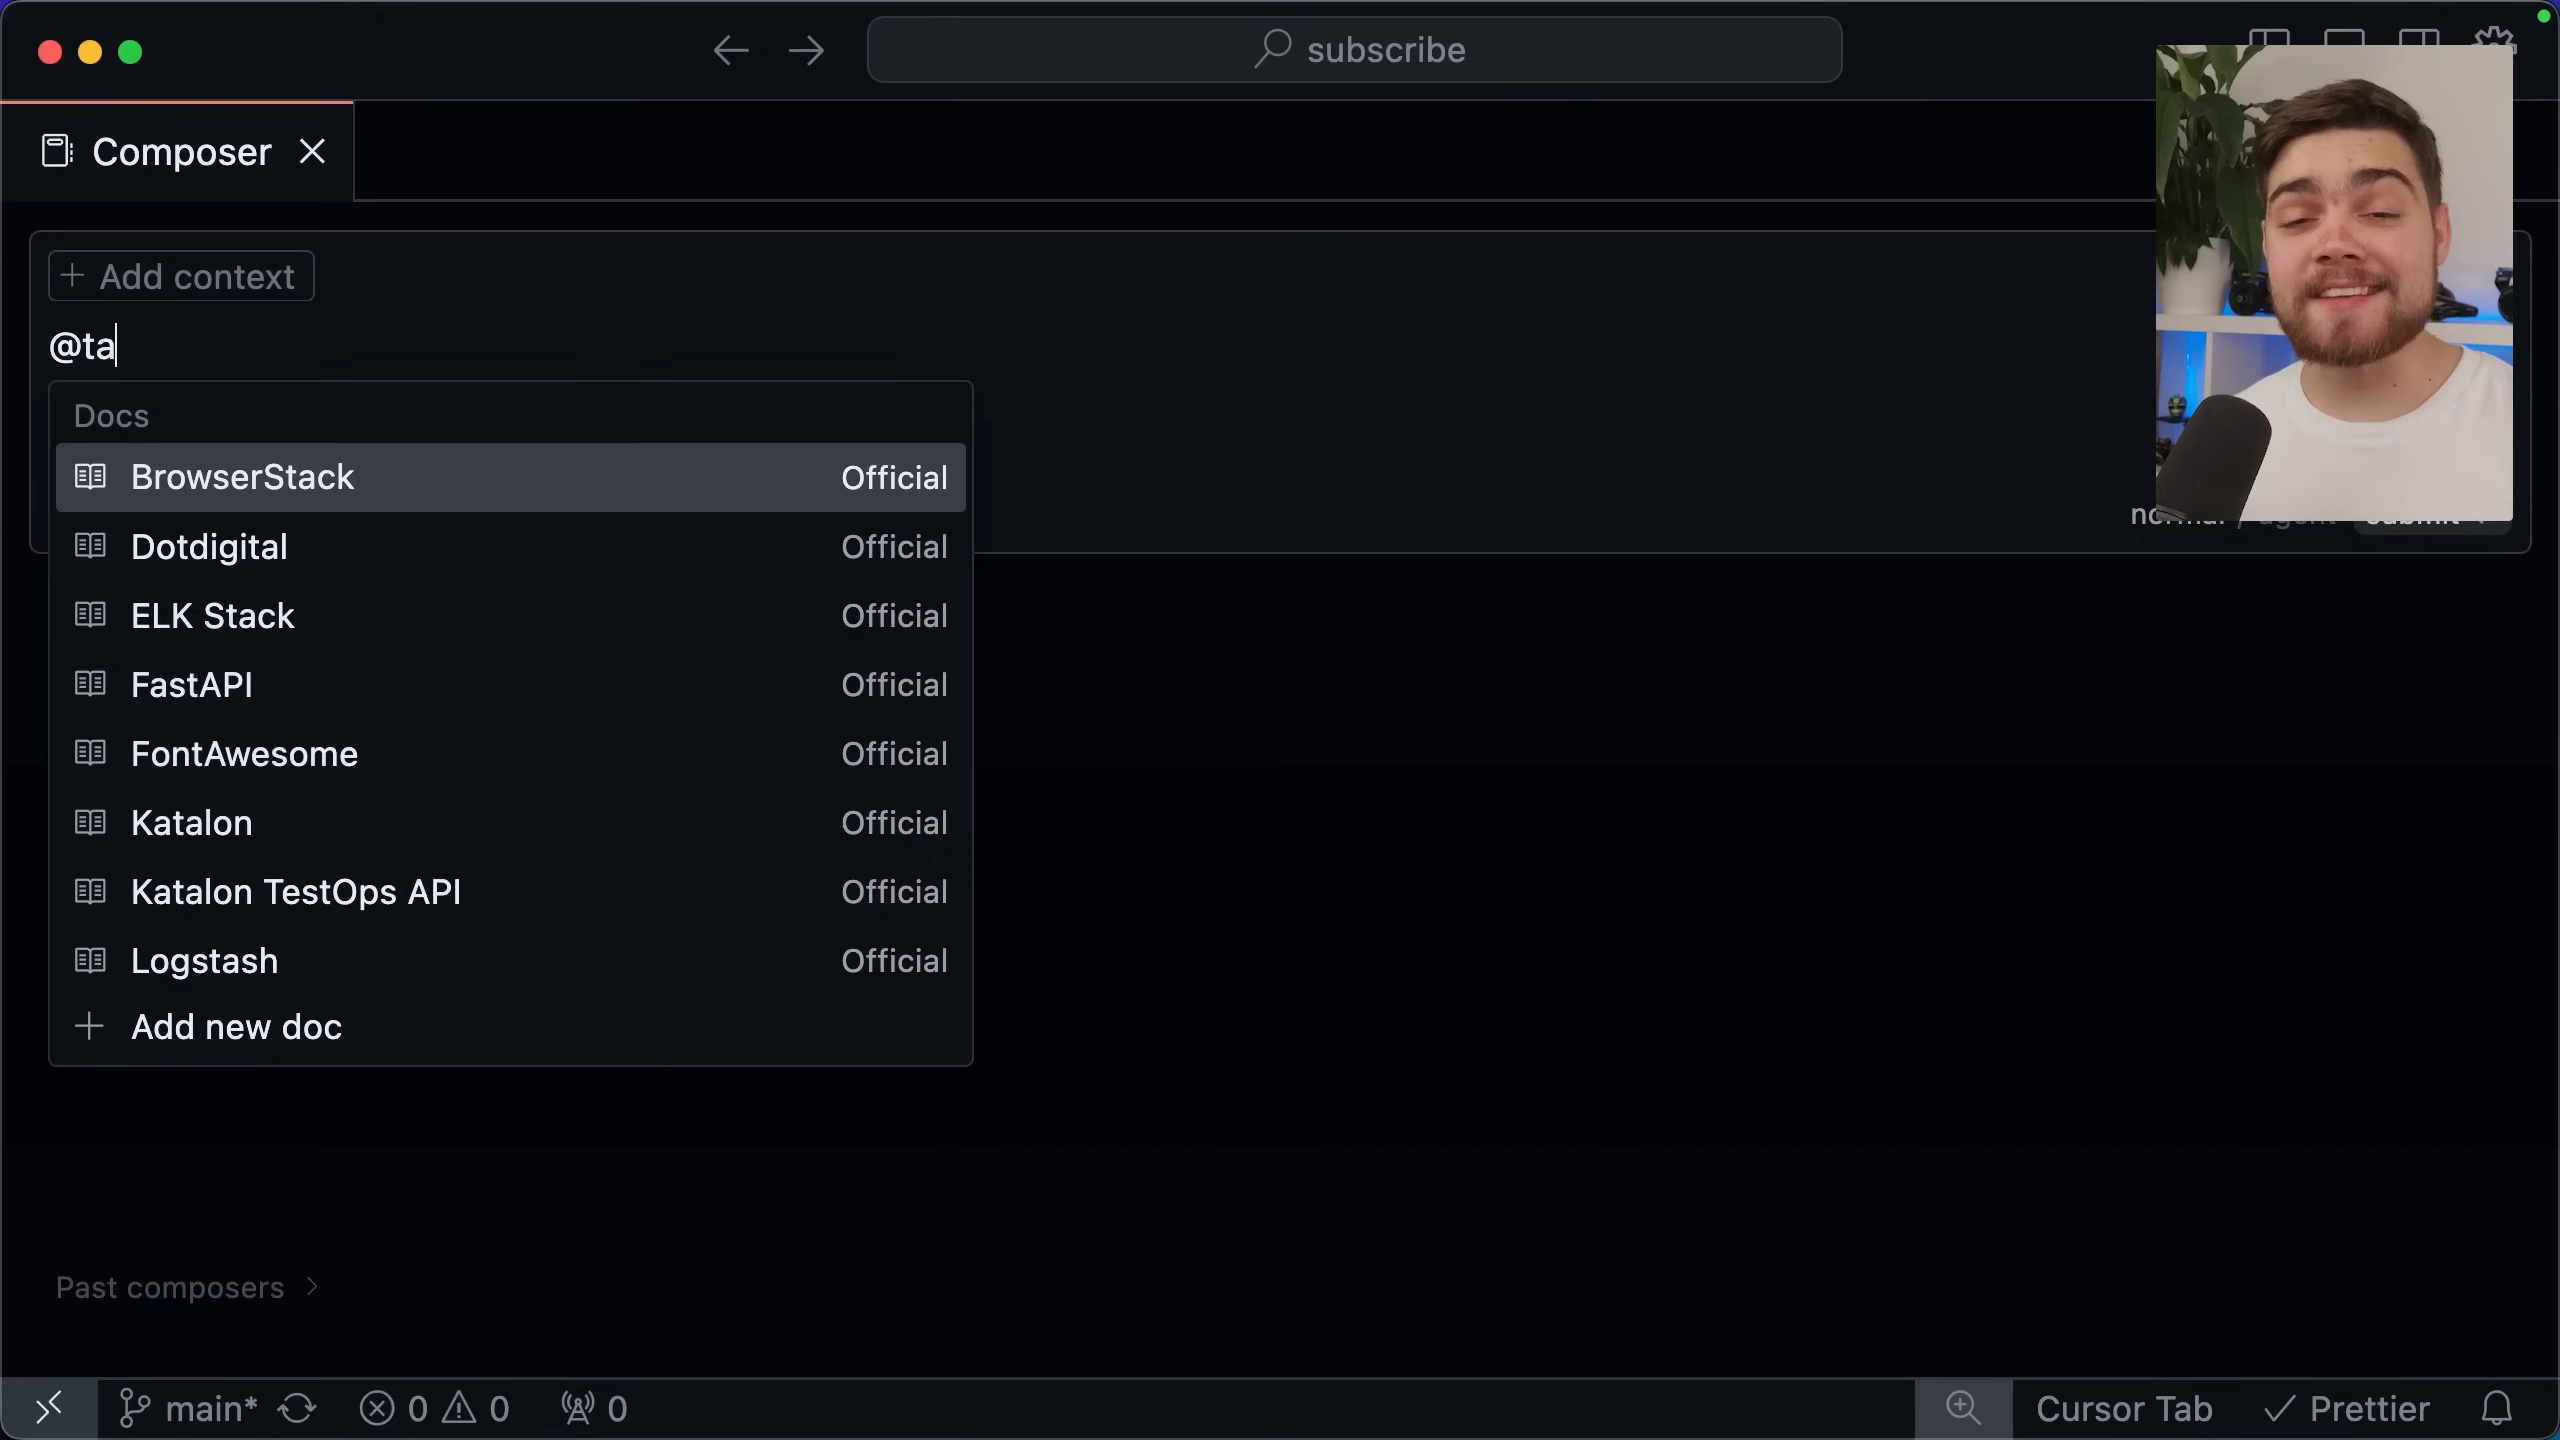 subscribe
Composer
Add context
@ta
Docs
BrowserStack Official
Dotdigital Official
ELK Stack Official
FastAPI Official
FontAwesome Official
Katalon Official
Katalon TestOps API Official
Logstash Official
Add new doc
Past composers
main* 0 0 0 Cursor Tab Prettier